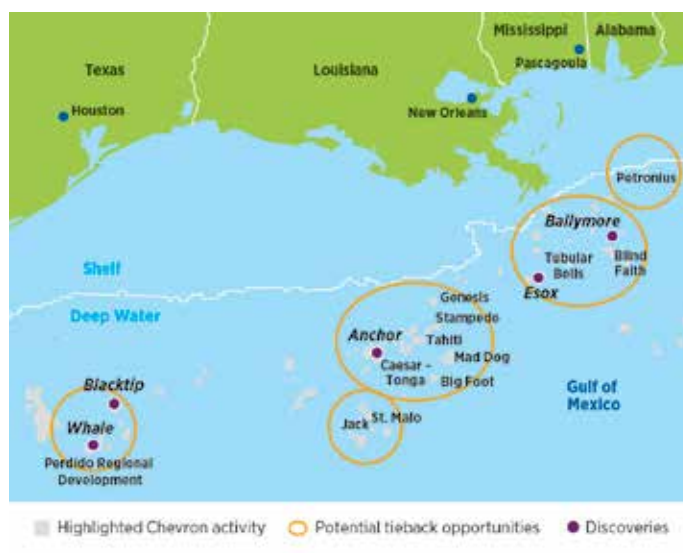 Mississippi
Alabama
Pascagoula
Texas
Louisiana
Houston
New Orleans
Petronius
Ballymore
Tubular
Bells
Blind
Faith
Esox
Shelf
Deep Water
Genesis
Stampede
Anchor
Tahiti
Caesar -
Tonga
Mad Dog
Big Foot
Gulf of
Mexico
Blacktip
Whale
Jack
St. Malo
Perdido Regional
Development
Highlighted Chevron activity
Potential tieback opportunities
Discoveries